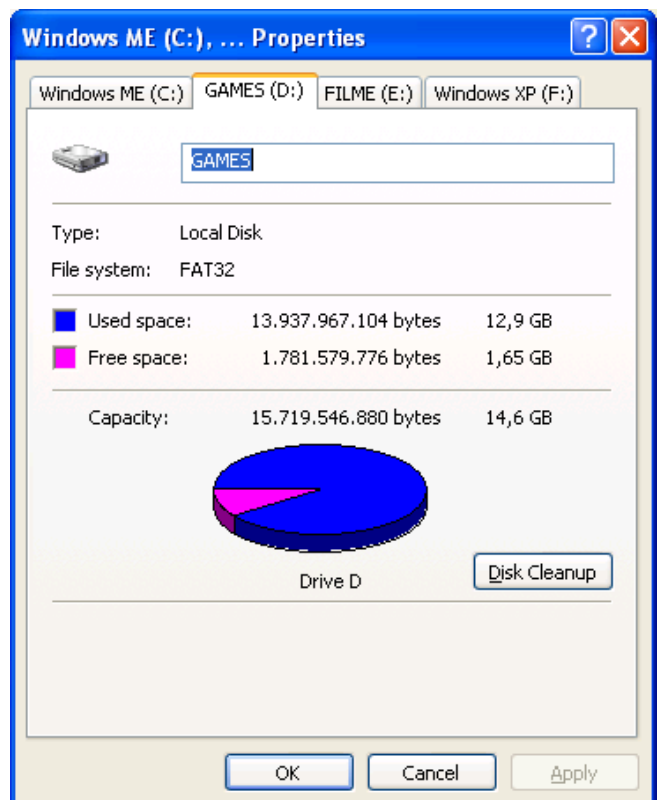 Windows ME (C:), ... Properties
Windows ME (C:) GAMES (D:) FILME (E:) Windows XP (F:)
GAMES
Type: Local Disk
File system: FAT32
Used space: 13.937.967.104 bytes 12,9 GB
Free space: 1.781.579.776 bytes 1,65 GB
Capacity: 15.719.546.880 bytes 14,6 GB
Drive D
Disk Cleanup
OK Cancel Apply